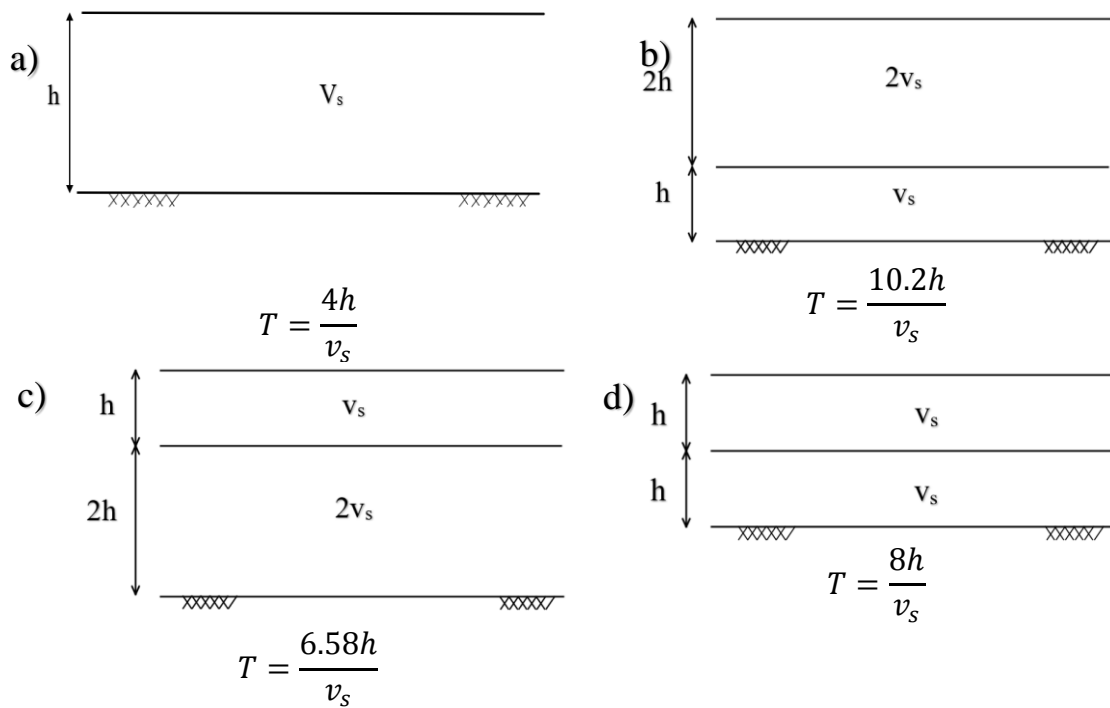 a)
h
Vₛ
T = 4h/vₛ
b)
2h
2vₛ
h
vₛ
T = 10.2h/vₛ
c)
h
vₛ
2h
2vₛ
T = 6.58h/vₛ
d)
h
vₛ
h
vₛ
T = 8h/vₛ